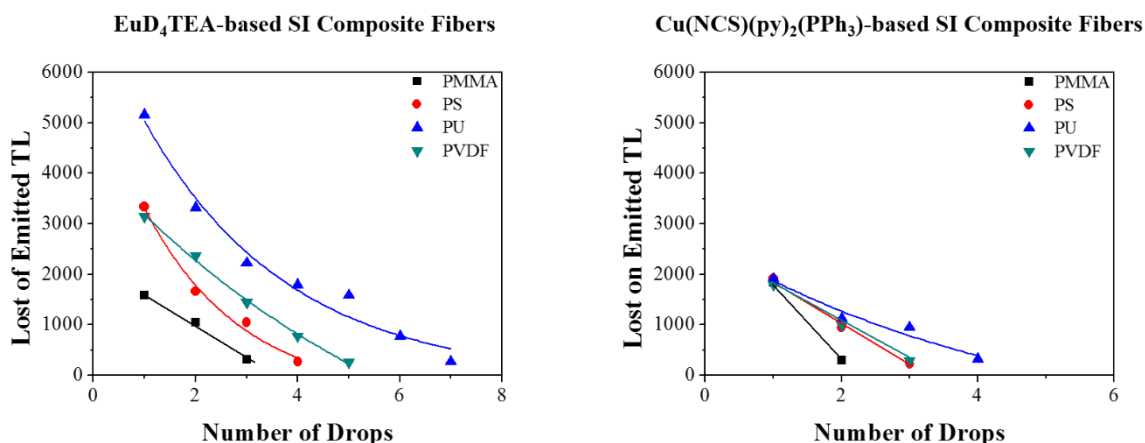 EuD₄TEA-based SI Composite Fibers
Lost of Emitted TL
6000
5000
4000
3000
2000
1000
0
PMMA
PS
PU
PVDF
0 2 4 6 8
Number of Drops
Cu(NCS)(py)₂(PPh₃)-based SI Composite Fibers
Lost on Emitted TL
6000
5000
4000
3000
2000
1000
0
PMMA
PS
PU
PVDF
0 2 4 6
Number of Drops